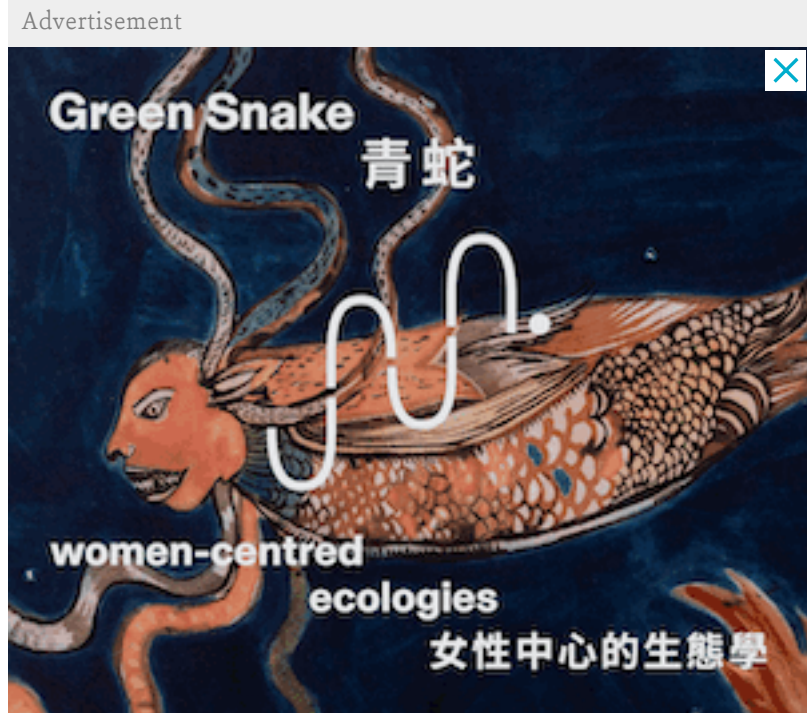 Advertisement
Green Snake
青蛇
women-centred
ecologies
女性中心的生態學